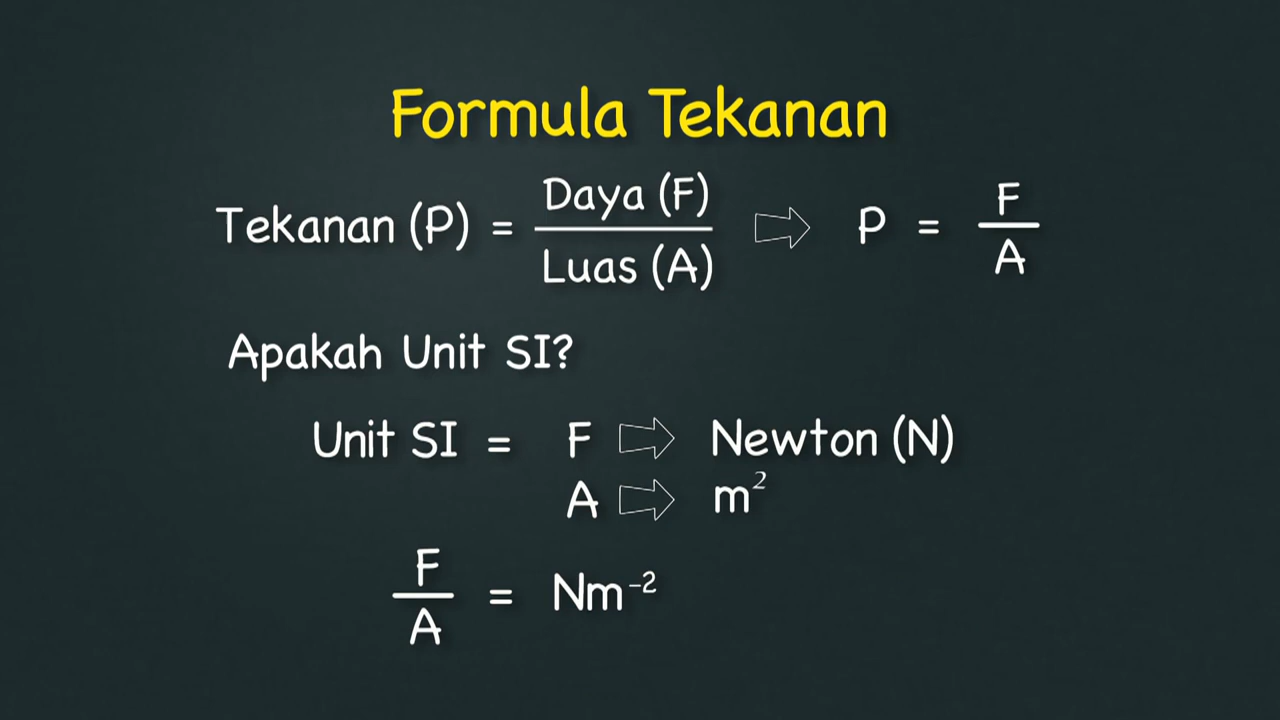 Formula Tekanan
Tekanan (P) = Daya (F) / Luas (A) ⇨ P = F / A
Apakah Unit SI?
Unit SI = F ⇨ Newton (N)
A ⇨ m²
F / A = Nm⁻²